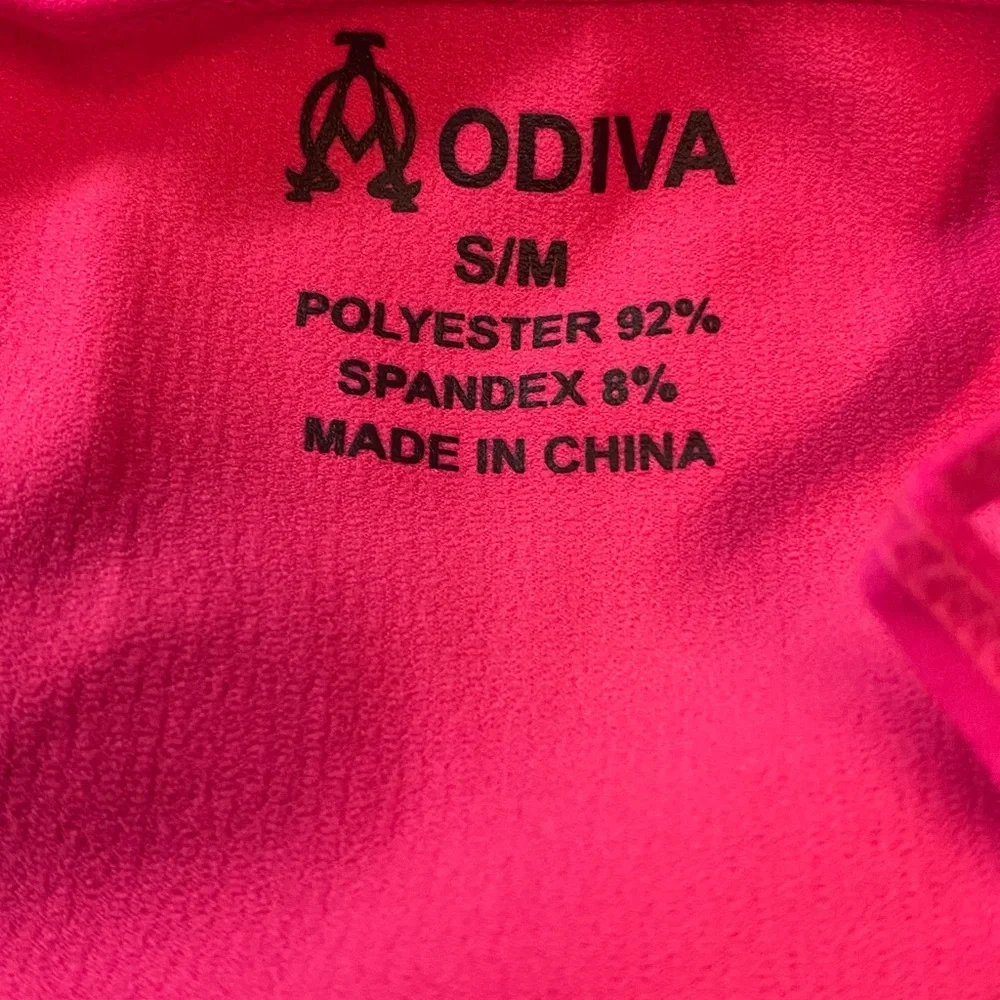 ODIVA
S/M
POLYESTER 92%
SPANDEX 8%
MADE IN CHINA